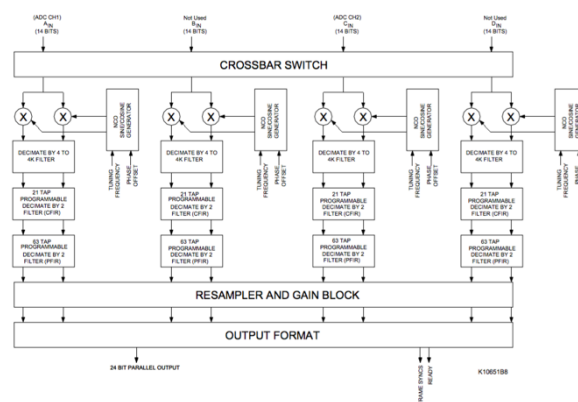 (ADC CH1)
A IN
(14 BITS)
Not Used
B IN
(14 BITS)
(ADC CH2)
C IN
(14 BITS)
Not Used
D IN
(14 BITS)
CROSSBAR SWITCH
X
X
NCO
SINE/COSINE
GENERATOR
X
X
NCO
SINE/COSINE
GENERATOR
X
X
NCO
SINE/COSINE
GENERATOR
X
X
NCO
SINE/COSINE
GENERATOR
DECIMATE BY 4 TO
4K FILTER
TUNING
FREQUENCY
PHASE
OFFSET
DECIMATE BY 4 TO
4K FILTER
TUNING
FREQUENCY
PHASE
OFFSET
DECIMATE BY 4 TO
4K FILTER
TUNING
FREQUENCY
PHASE
OFFSET
DECIMATE BY 4 TO
4K FILTER
TUNING
FREQUENCY
PHASE
OFFSET
21 TAP
PROGRAMMABLE
DECIMATE BY 2
FILTER (CFIR)
21 TAP
PROGRAMMABLE
DECIMATE BY 2
FILTER (CFIR)
21 TAP
PROGRAMMABLE
DECIMATE BY 2
FILTER (CFIR)
21 TAP
PROGRAMMABLE
DECIMATE BY 2
FILTER (CFIR)
63 TAP
PROGRAMMABLE
DECIMATE BY 2
FILTER (PFIR)
63 TAP
PROGRAMMABLE
DECIMATE BY 2
FILTER (PFIR)
63 TAP
PROGRAMMABLE
DECIMATE BY 2
FILTER (PFIR)
63 TAP
PROGRAMMABLE
DECIMATE BY 2
FILTER (PFIR)
RESAMPLER AND GAIN BLOCK
OUTPUT FORMAT
24 BIT PARALLEL OUTPUT
RAME SYNCS
READY
K10651B8